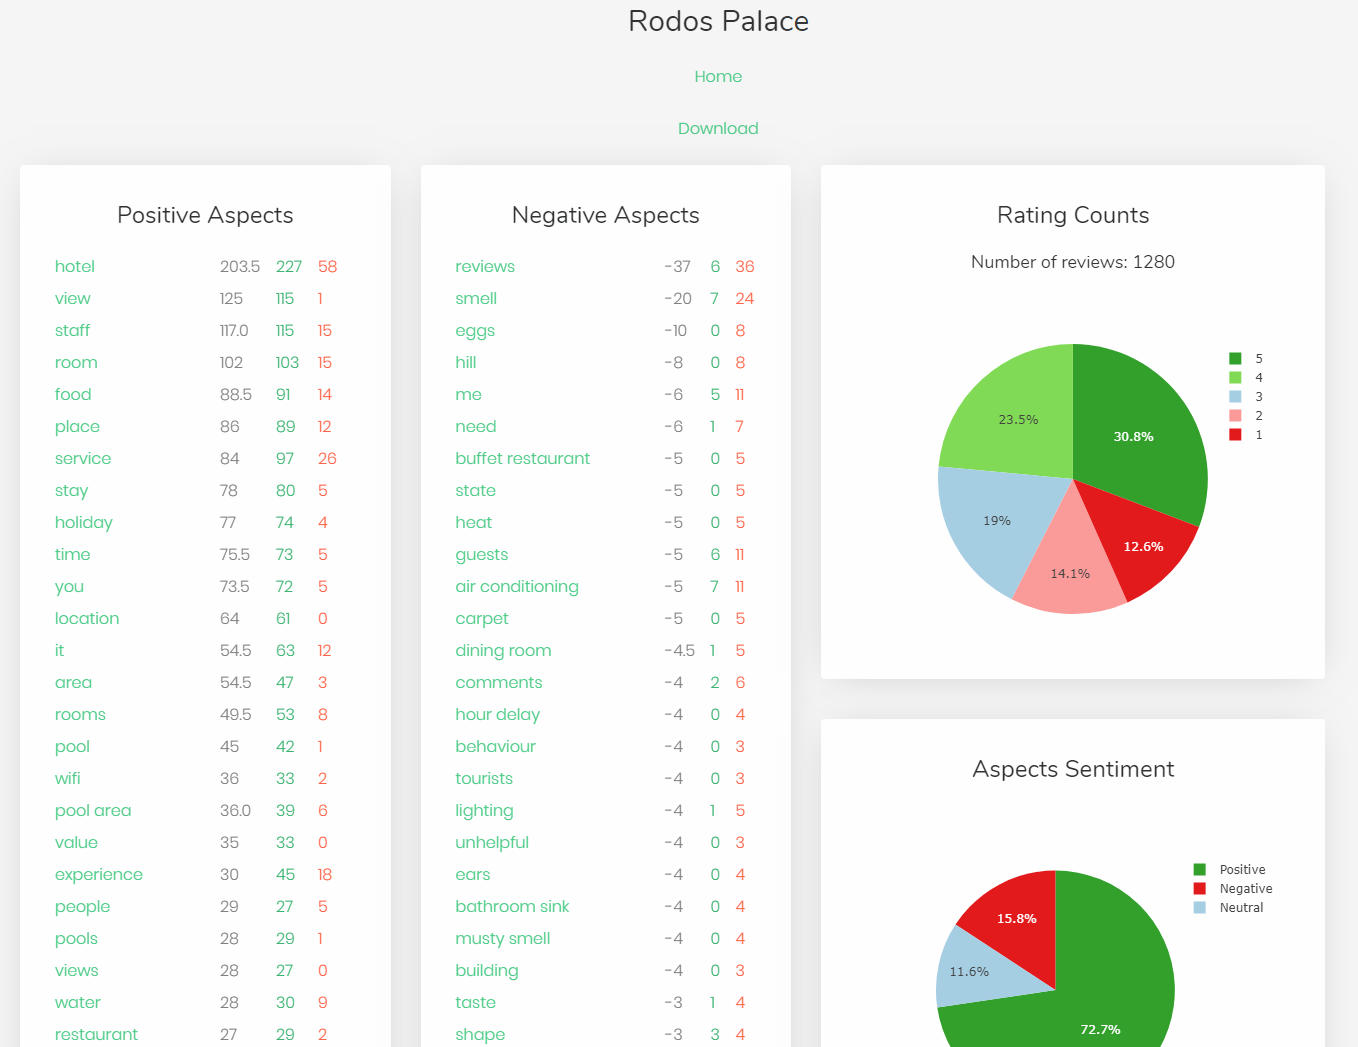 Rodos Palace
Home
Download
Positive Aspects
hotel 203.5 227 58
view 125 115 1
staff 117.0 115 15
room 102 103 15
food 88.5 91 14
place 86 89 12
service 84 97 26
stay 78 80 5
holiday 77 74 4
time 75.5 73 5
you 73.5 72 5
location 64 61 0
it 54.5 63 12
area 54.5 47 3
rooms 49.5 53 8
pool 45 42 1
wifi 36 33 2
pool area 36.0 39 6
value 35 33 0
experience 30 45 18
people 29 27 5
pools 28 29 1
views 28 27 0
water 28 30 9
restaurant 27 29 2
Negative Aspects
reviews -37 6 36
smell -20 7 24
eggs -10 0 8
hill -8 0 8
me -6 5 11
need -6 1 7
buffet restaurant -5 0 5
state -5 0 5
heat -5 0 5
guests -5 6 11
air conditioning -5 7 11
carpet -5 0 5
dining room -4.5 1 5
comments -4 2 6
hour delay -4 0 4
behaviour -4 0 3
tourists -4 0 3
lighting -4 1 5
unhelpful -4 0 3
ears -4 0 4
bathroom sink -4 0 4
musty smell -4 0 4
building -4 0 3
taste -3 1 4
shape -3 3 4
Rating Counts
Number of reviews: 1280
5
4
3
2
1
23.5%
30.8%
19%
12.6%
14.1%
Aspects Sentiment
Positive
Negative
Neutral
15.8%
11.6%
72.7%